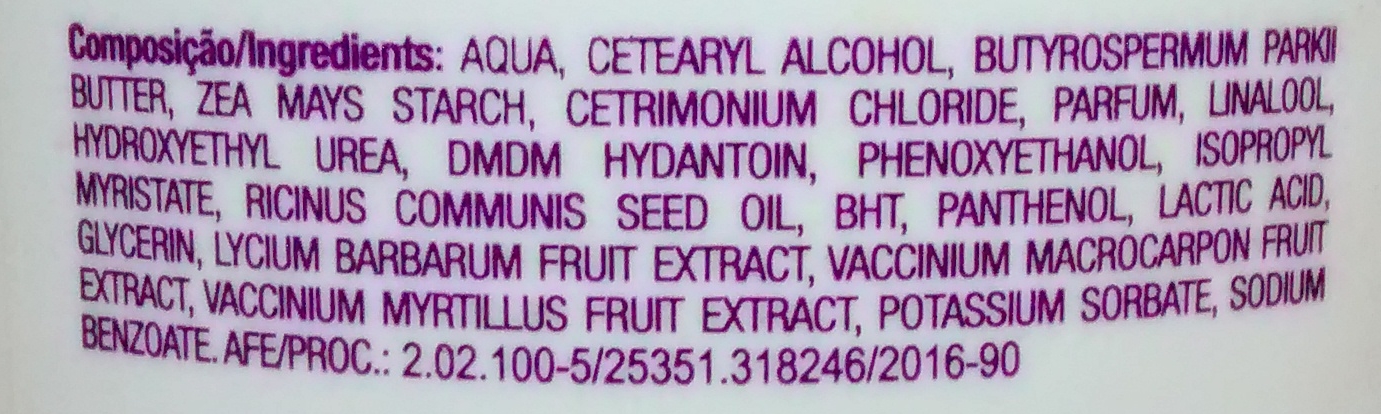 Composição/Ingredients: AQUA, CETEARYL ALCOHOL, BUTYROSPERMUM PARKII
BUTTER, ZEA MAYS STARCH, CETRIMONIUM CHLORIDE, PARFUM, LINALOOL,
HYDROXYETHYL UREA, DMDM HYDANTOIN, PHENOXYETHANOL, ISOPROPYL
MYRISTATE, RICINUS COMMUNIS SEED OIL, BHT, PANTHENOL, LACTIC ACID,
GLYCERIN, LYCIUM BARBARUM FRUIT EXTRACT, VACCINIUM MACROCARPON FRUIT
EXTRACT, VACCINIUM MYRTILLUS FRUIT EXTRACT, POTASSIUM SORBATE, SODIUM
BENZOATE. AFE/PROC.: 2.02.100-5/25351.318246/2016-90